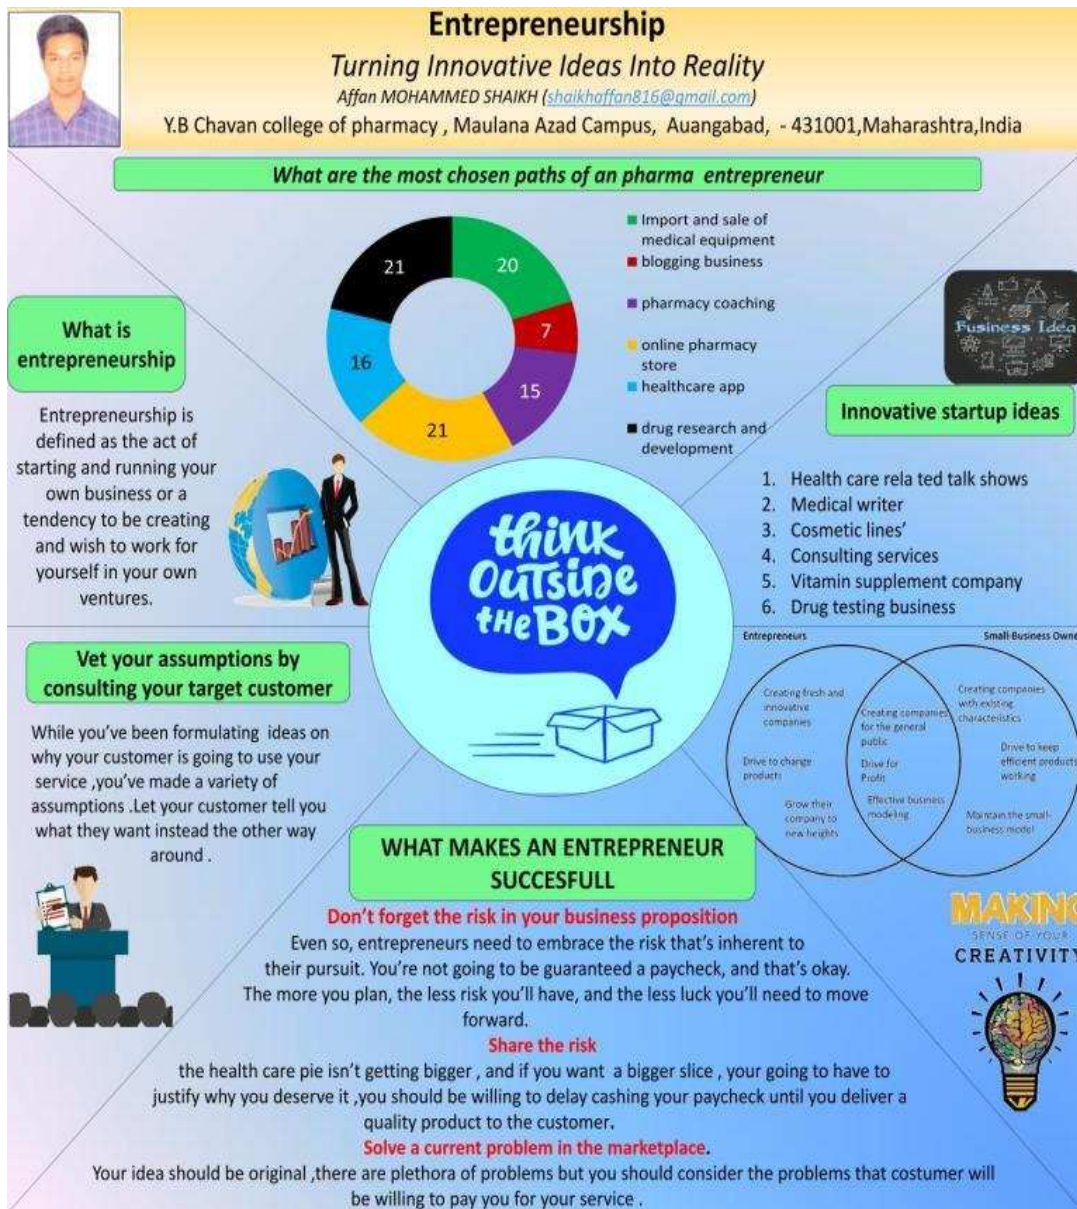 Entrepreneurship
Turning Innovative Ideas Into Reality
Affan MOHAMMED SHAIKH (shaikhaffan816@gmail.com)
Y.B Chavan college of pharmacy , Maulana Azad Campus, Auangabad, - 431001,Maharashtra,India
What are the most chosen paths of an pharma entrepreneur
21
20
7
16
15
21
Import and sale of
medical equipment
blogging business
pharmacy coaching
online pharmacy
store
healthcare app
drug research and
development
What is
entrepreneurship
Entrepreneurship is
defined as the act of
starting and running your
own business or a
tendency to be creating
and wish to work for
yourself in your own
ventures.
think
outside
the BOX
Innovative startup ideas
1. Health care rela ted talk shows
2. Medical writer
3. Cosmetic lines’
4. Consulting services
5. Vitamin supplement company
6. Drug testing business
Entrepreneurs
Small-Business Owne
Creating fresh and
innovative
companies
Drive to change
products
Grow their
company to
new heights
Creating companies
for the general
public
Drive for
Profit
Effective business
modeling
Creating companies
with existing
characteristics
Drive to keep
efficient products
working
Maintain the small-
business model
Vet your assumptions by
consulting your target customer
While you’ve been formulating ideas on
why your customer is going to use your
service ,you’ve made a variety of
assumptions .Let your customer tell you
what they want instead the other way
around .
WHAT MAKES AN ENTREPRENEUR
SUCCESFULL
Don’t forget the risk in your business proposition
Even so, entrepreneurs need to embrace the risk that’s inherent to
their pursuit. You’re not going to be guaranteed a paycheck, and that’s okay.
The more you plan, the less risk you’ll have, and the less luck you’ll need to move
forward.
Share the risk
the health care pie isn’t getting bigger , and if you want a bigger slice , your going to have to
justify why you deserve it ,you should be willing to delay cashing your paycheck until you deliver a
quality product to the customer.
Solve a current problem in the marketplace.
Your idea should be original ,there are plethora of problems but you should consider the problems that costumer will
be willing to pay you for your service .
MAKING
SENSE OF YOUR
CREATIVITY